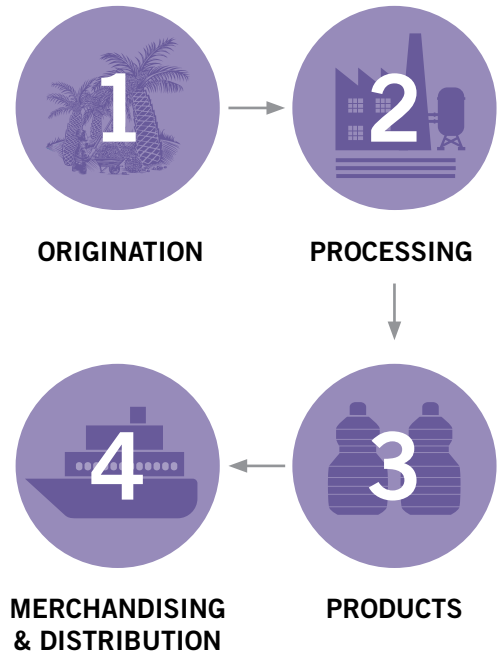 1
2
ORIGINATION
PROCESSING
3
PRODUCTS
4
MERCHANDISING
& DISTRIBUTION